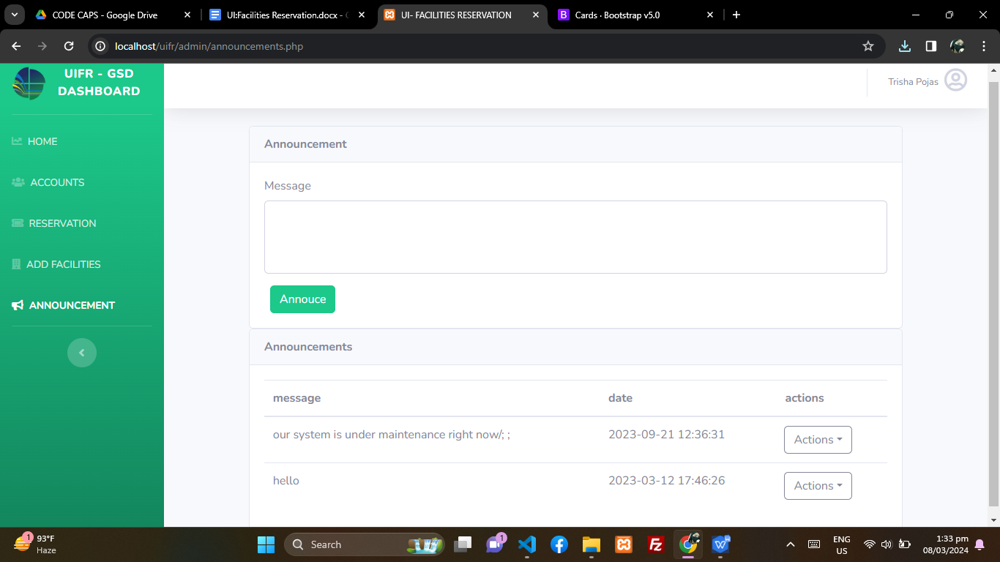 CODE CAPS - Google Drive
UI:Facilities Reservation.docx -
UI- FACILITIES RESERVATION
Cards · Bootstrap v5.0
localhost/uifr/admin/announcements.php
UIFR - GSD
DASHBOARD
Trisha Pojas
HOME
ACCOUNTS
RESERVATION
ADD FACILITIES
ANNOUNCEMENT
Announcement
Message
Annouce
Announcements
message date actions
our system is under maintenance right now/; ; 2023-09-21 12:36:31 Actions
hello 2023-03-12 17:46:26 Actions
1
93°F
Haze
Search
1
ENG
US
1:33 pm
08/03/2024